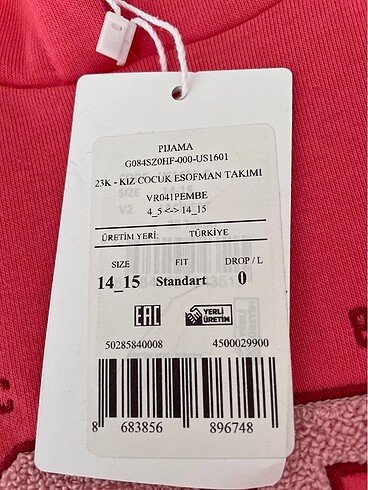 PIJAMA
G084SZ0HF-000-US1601
23K - KIZ COCUK ESOFMAN TAKIMI
VR041PEMBE
4_5 <-> 14_15
ÜRETİM YERİ: TÜRKİYE
SIZE FIT DROP / L
14_15 Standart 0
EAC YERLİ ÜRETİM
50285840008 4500029900
8 683856 896748